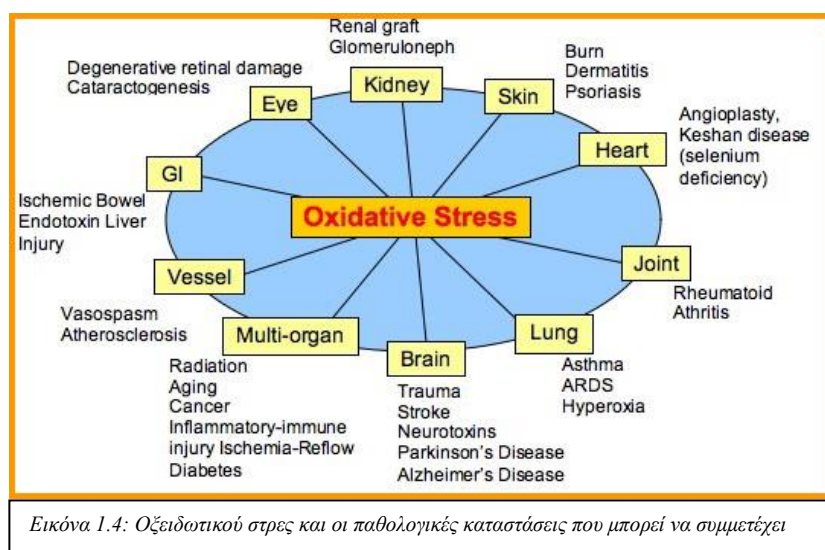 Renal graft
Glomeruloneph
Kidney
Degenerative retinal damage
Cataractogenesis
Eye
Skin
Burn
Dermatitis
Psoriasis
Heart
Angioplasty,
Keshan disease
(selenium
deficiency)
GI
Ischemic Bowel
Endotoxin Liver
Injury
Oxidative Stress
Joint
Rheumatoid
Athritis
Vessel
Vasospasm
Atherosclerosis
Multi-organ
Radiation
Aging
Cancer
Inflammatory-immune
injury Ischemia-Reflow
Diabetes
Brain
Trauma
Stroke
Neurotoxins
Parkinson's Disease
Alzheimer's Disease
Lung
Asthma
ARDS
Hyperoxia
Εικόνα 1.4: Οξειδωτικού στρες και οι παθολογικές καταστάσεις που μπορεί να συμμετέχει